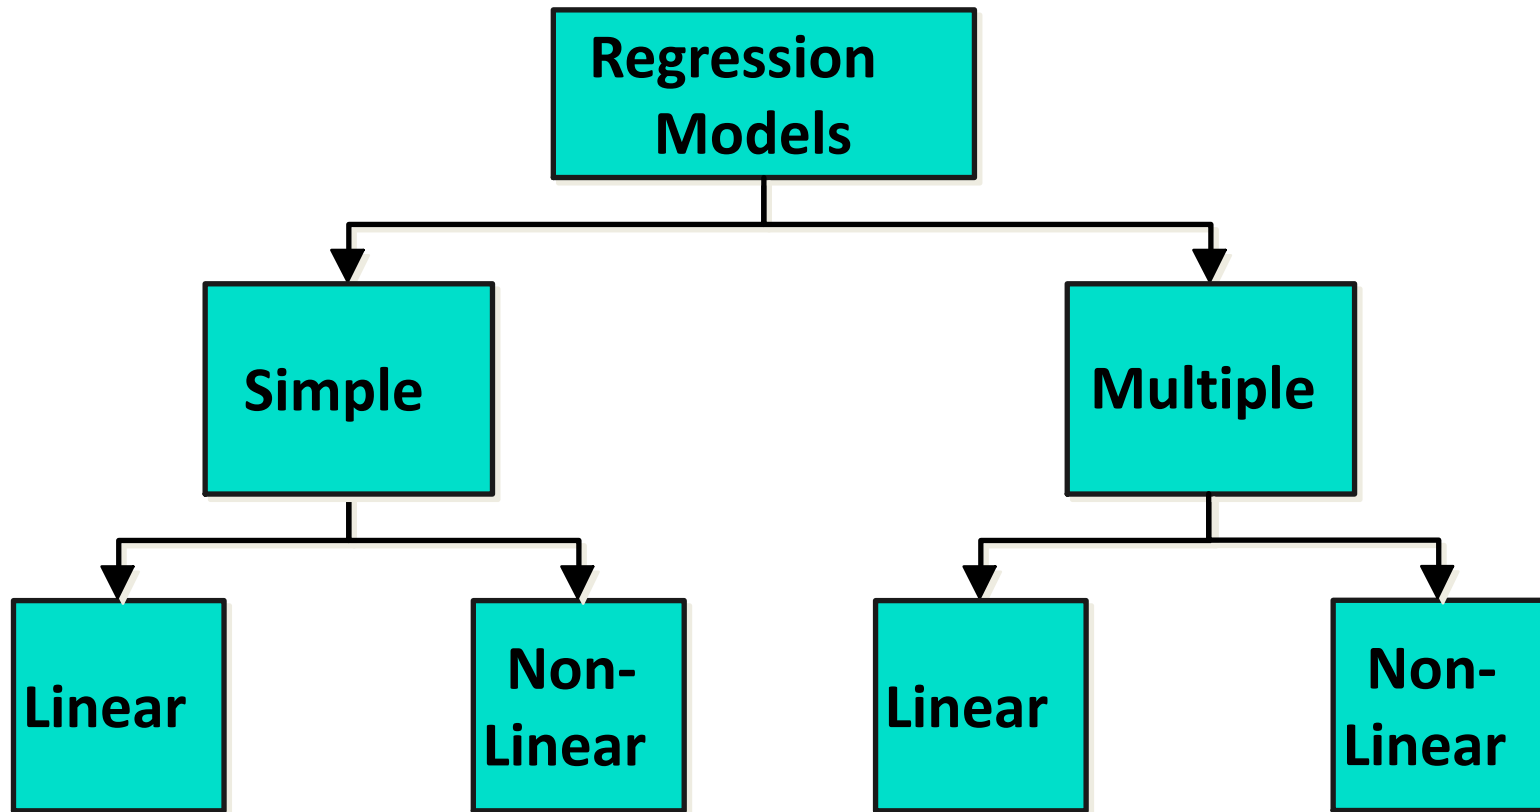 Regression
Models
Simple
Multiple
Linear
Non-
Linear
Linear
Non-
Linear